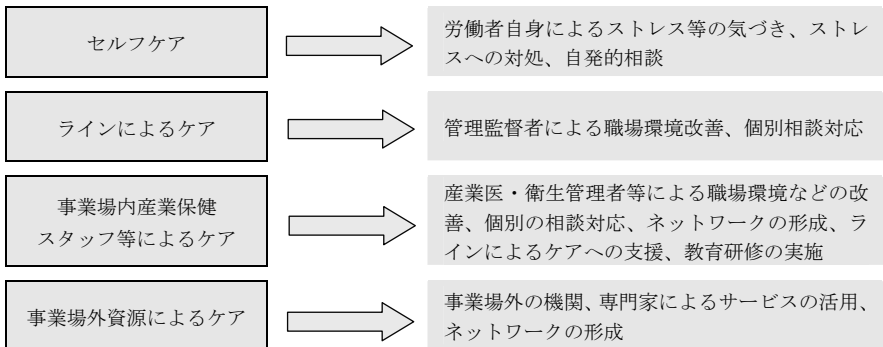 セルフケア
労働者自身によるストレス等の気づき、ストレ
スへの対処、自発的相談
ラインによるケア
管理監督者による職場環境改善、個別相談対応
事業場内産業保健
スタッフ等によるケア
産業医・衛生管理者等による職場環境などの改
善、個別の相談対応、ネットワークの形成、ラ
インによるケアへの支援、教育研修の実施
事業場外資源によるケア
事業場外の機関、専門家によるサービスの活用、
ネットワークの形成